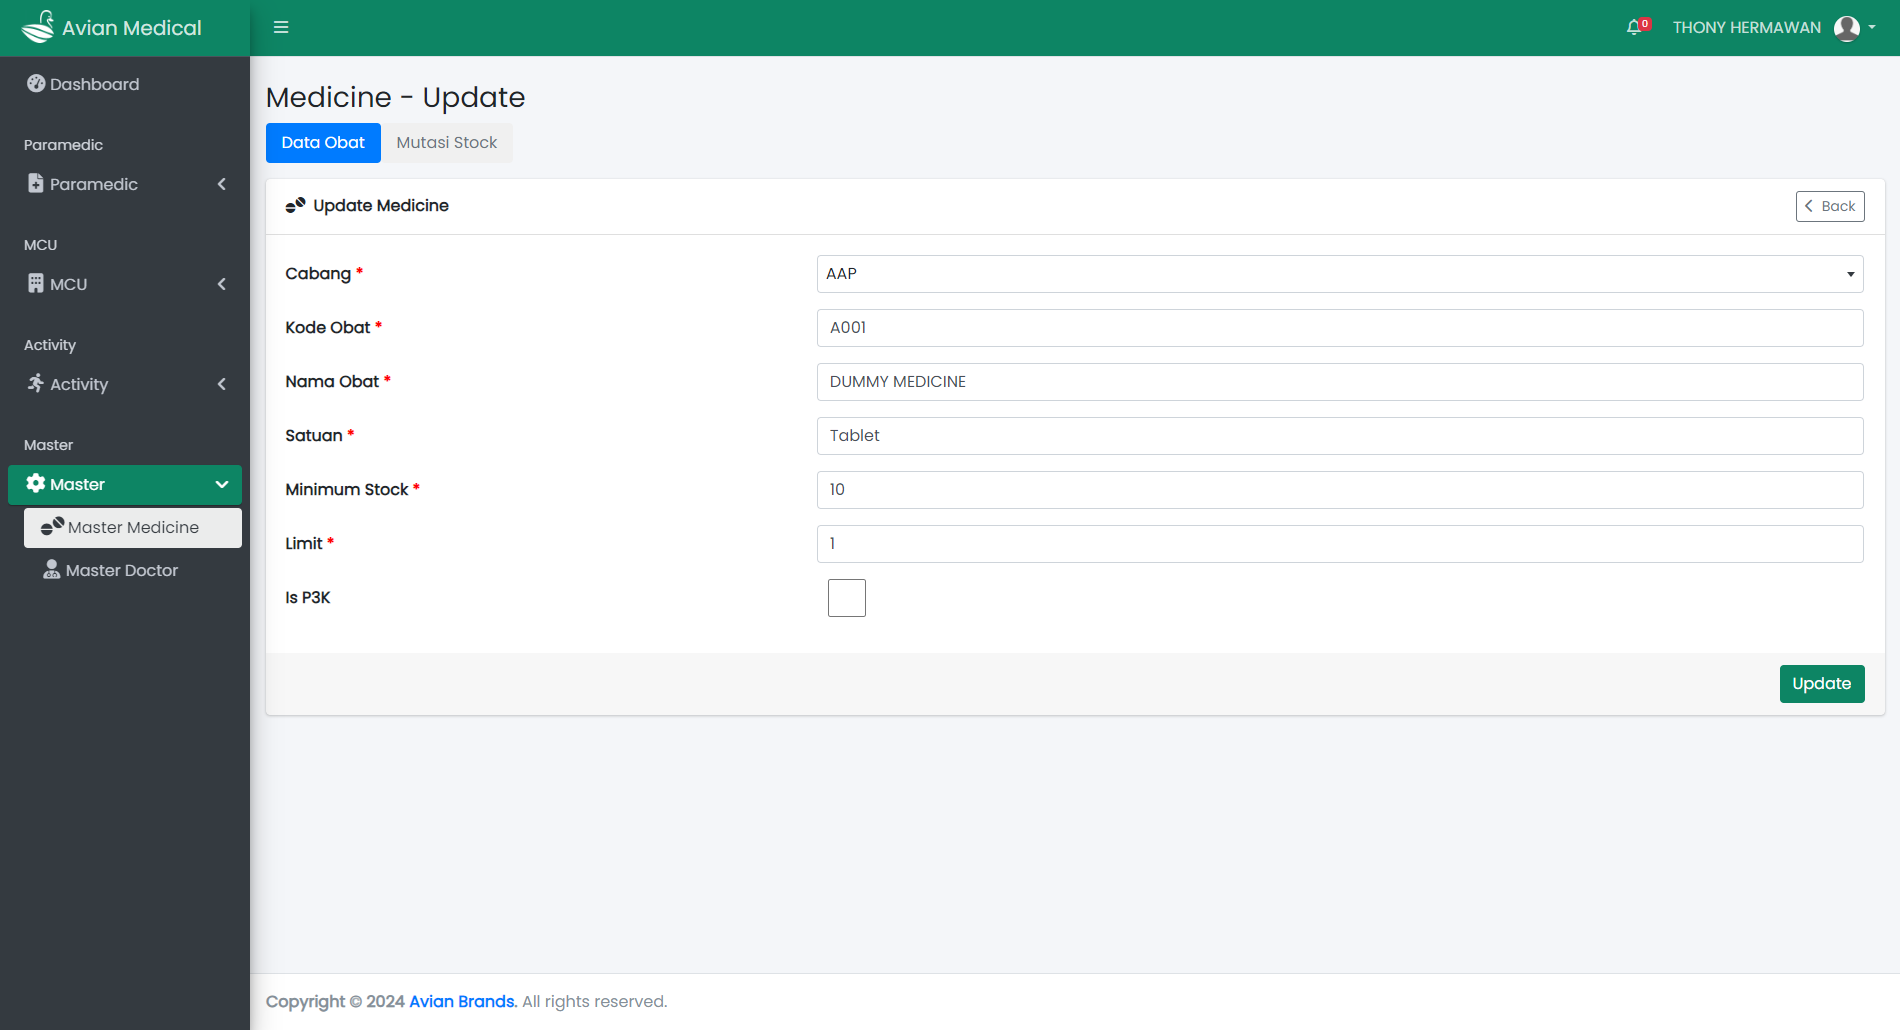 Avian Medical
0
THONY HERMAWAN
Dashboard
Paramedic
Paramedic
MCU
MCU
Activity
Activity
Master
Master
Master Medicine
Master Doctor
Medicine - Update
Data Obat
Mutasi Stock
Update Medicine
Back
Cabang *
AAP
Kode Obat *
A001
Nama Obat *
DUMMY MEDICINE
Satuan *
Tablet
Minimum Stock *
10
Limit *
1
Is P3K
Update
Copyright © 2024 Avian Brands. All rights reserved.